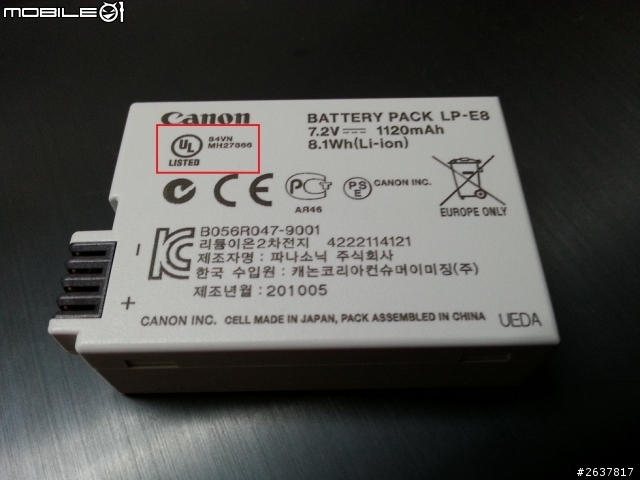 MOBILE01
Canon
BATTERY PACK LP-E8
7.2V 1120mAh
8.1Wh(Li-ion)
UL
LISTED
84VN
MH27866
CE
PCT
AR46
PSE
CANON INC.
EUROPE ONLY
B056R047-9001
리튬이온2차전지 4222114121
제조자명 : 파나소닉 주식회사
한국 수입원 : 캐논코리아컨슈머이미징(주)
제조년월 : 201005
- +
CANON INC. CELL MADE IN JAPAN, PACK ASSEMBLED IN CHINA
UEDA
#2637817